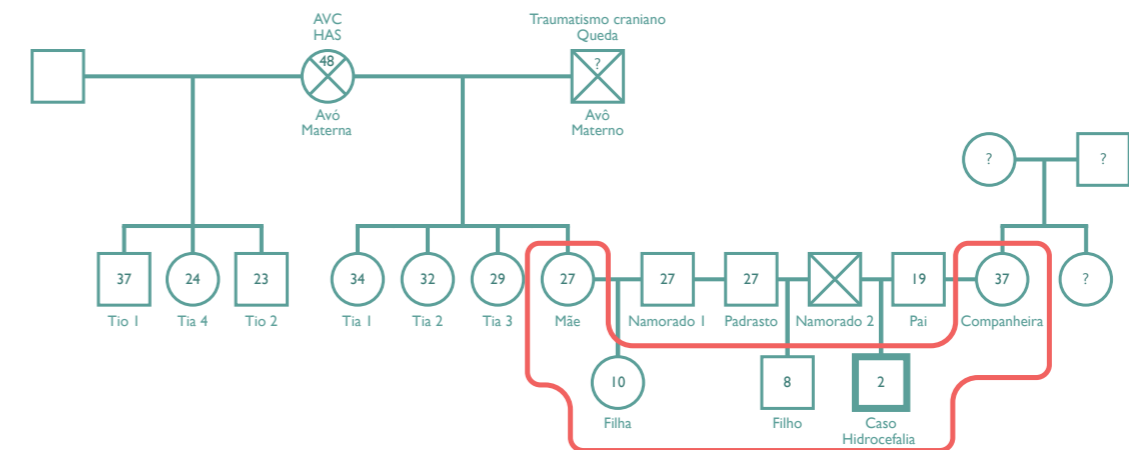 AVC
HAS
48
Avó
Materna
Traumatismo craniano
Queda
?
Avô
Materno
?
?
37
Tio 1
24
Tia 4
23
Tio 2
34
Tia 1
32
Tia 2
29
Tia 3
27
Mãe
27
Namorado 1
27
Padrasto
Namorado 2
19
Pai
37
Companheira
?
10
Filha
8
Filho
2
Caso
Hidrocefalia